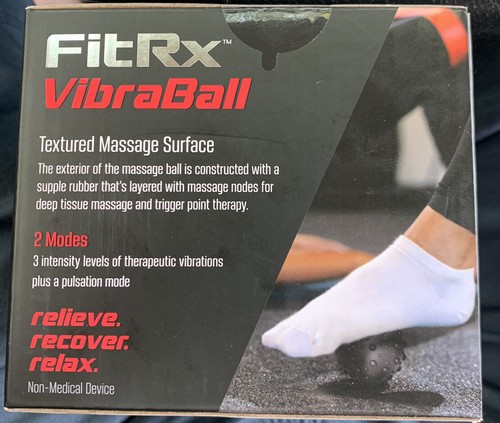 FitRx™
VibraBall
Textured Massage Surface
The exterior of the massage ball is constructed with a
supple rubber that's layered with massage nodes for
deep tissue massage and trigger point therapy.
2 Modes
3 intensity levels of therapeutic vibrations
plus a pulsation mode
relieve.
recover.
relax.
Non-Medical Device